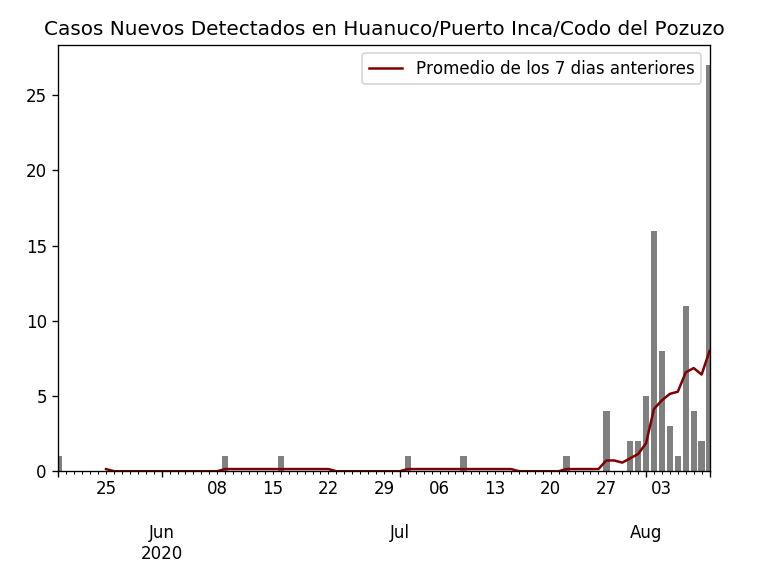 Casos Nuevos Detectados en Huanuco/Puerto Inca/Codo del Pozuzo
Promedio de los 7 dias anteriores
25
20
15
10
5
0
25 08 15 22 29 06 13 20 27 03
Jun Jul Aug
2020